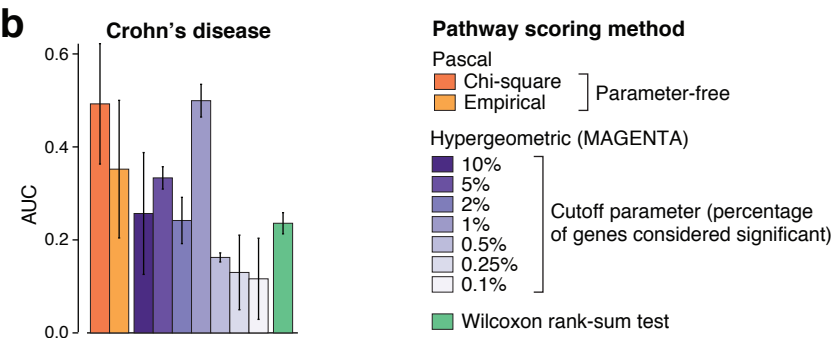 b
Crohn's disease
AUC
0.6
0.4
0.2
0.0
Pathway scoring method
Pascal
Chi-square
Empirical
Parameter-free
Hypergeometric (MAGENTA)
10%
5%
2%
1%
0.5%
0.25%
0.1%
Cutoff parameter (percentage
of genes considered significant)
Wilcoxon rank-sum test